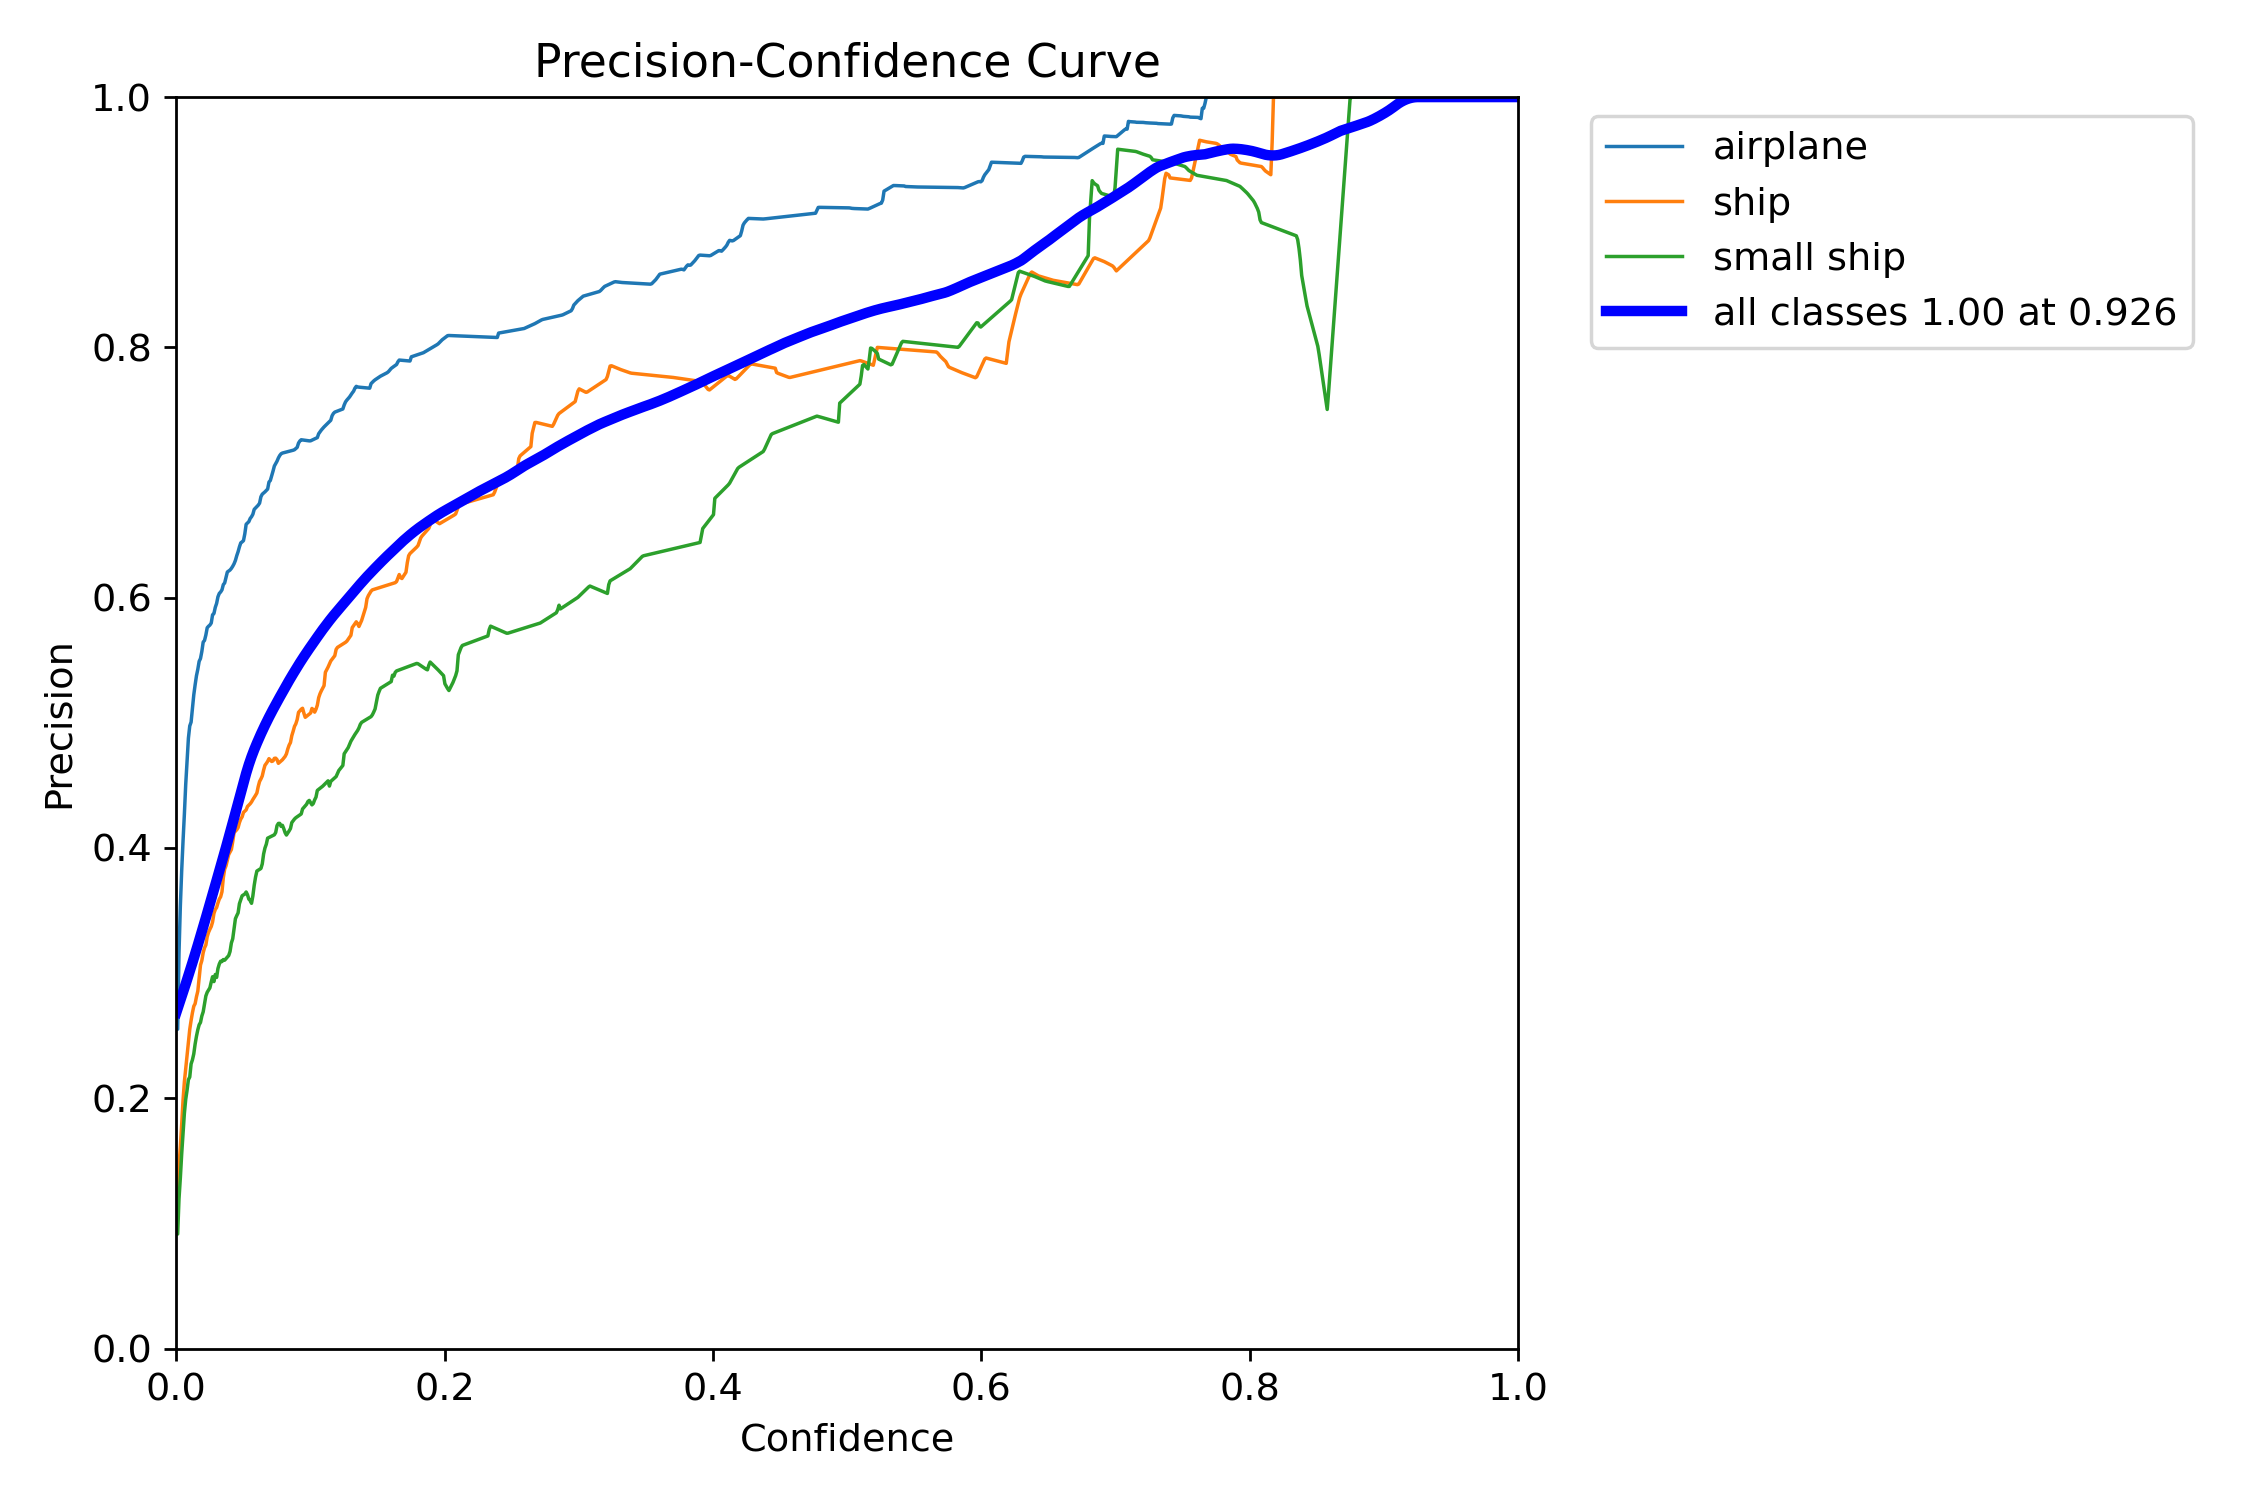 Precision-Confidence Curve
1.0
0.8
0.6
0.4
0.2
0.0
Precision
0.0 0.2 0.4 0.6 0.8 1.0
Confidence
airplane
ship
small ship
all classes 1.00 at 0.926